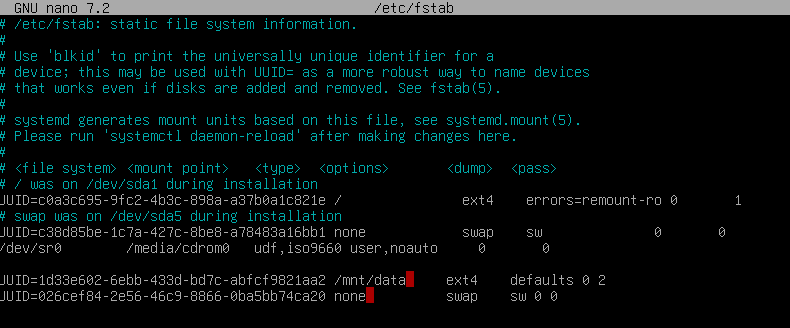 GNU nano 7.2 /etc/fstab
# /etc/fstab: static file system information.
#
# Use 'blkid' to print the universally unique identifier for a
# device; this may be used with UUID= as a more robust way to name devices
# that works even if disks are added and removed. See fstab(5).
#
# systemd generates mount units based on this file, see systemd.mount(5).
# Please run 'systemctl daemon-reload' after making changes here.
#
# <file system> <mount point> <type> <options> <dump> <pass>
# / was on /dev/sda1 during installation
UUID=c0a3c695-9fc2-4b3c-898a-a37b0a1c821e / ext4 errors=remount-ro 0 1
# swap was on /dev/sda5 during installation
UUID=c38d85be-1c7a-427c-8be8-a78483a16bb1 none swap sw 0 0
/dev/sr0 /media/cdrom0 udf,iso9660 user,noauto 0 0
UUID=1d33e602-6ebb-433d-bd7c-abfcf9821aa2 /mnt/data ext4 defaults 0 2
UUID=026cef84-2e56-46c9-8866-0ba5bb74ca20 none swap sw 0 0